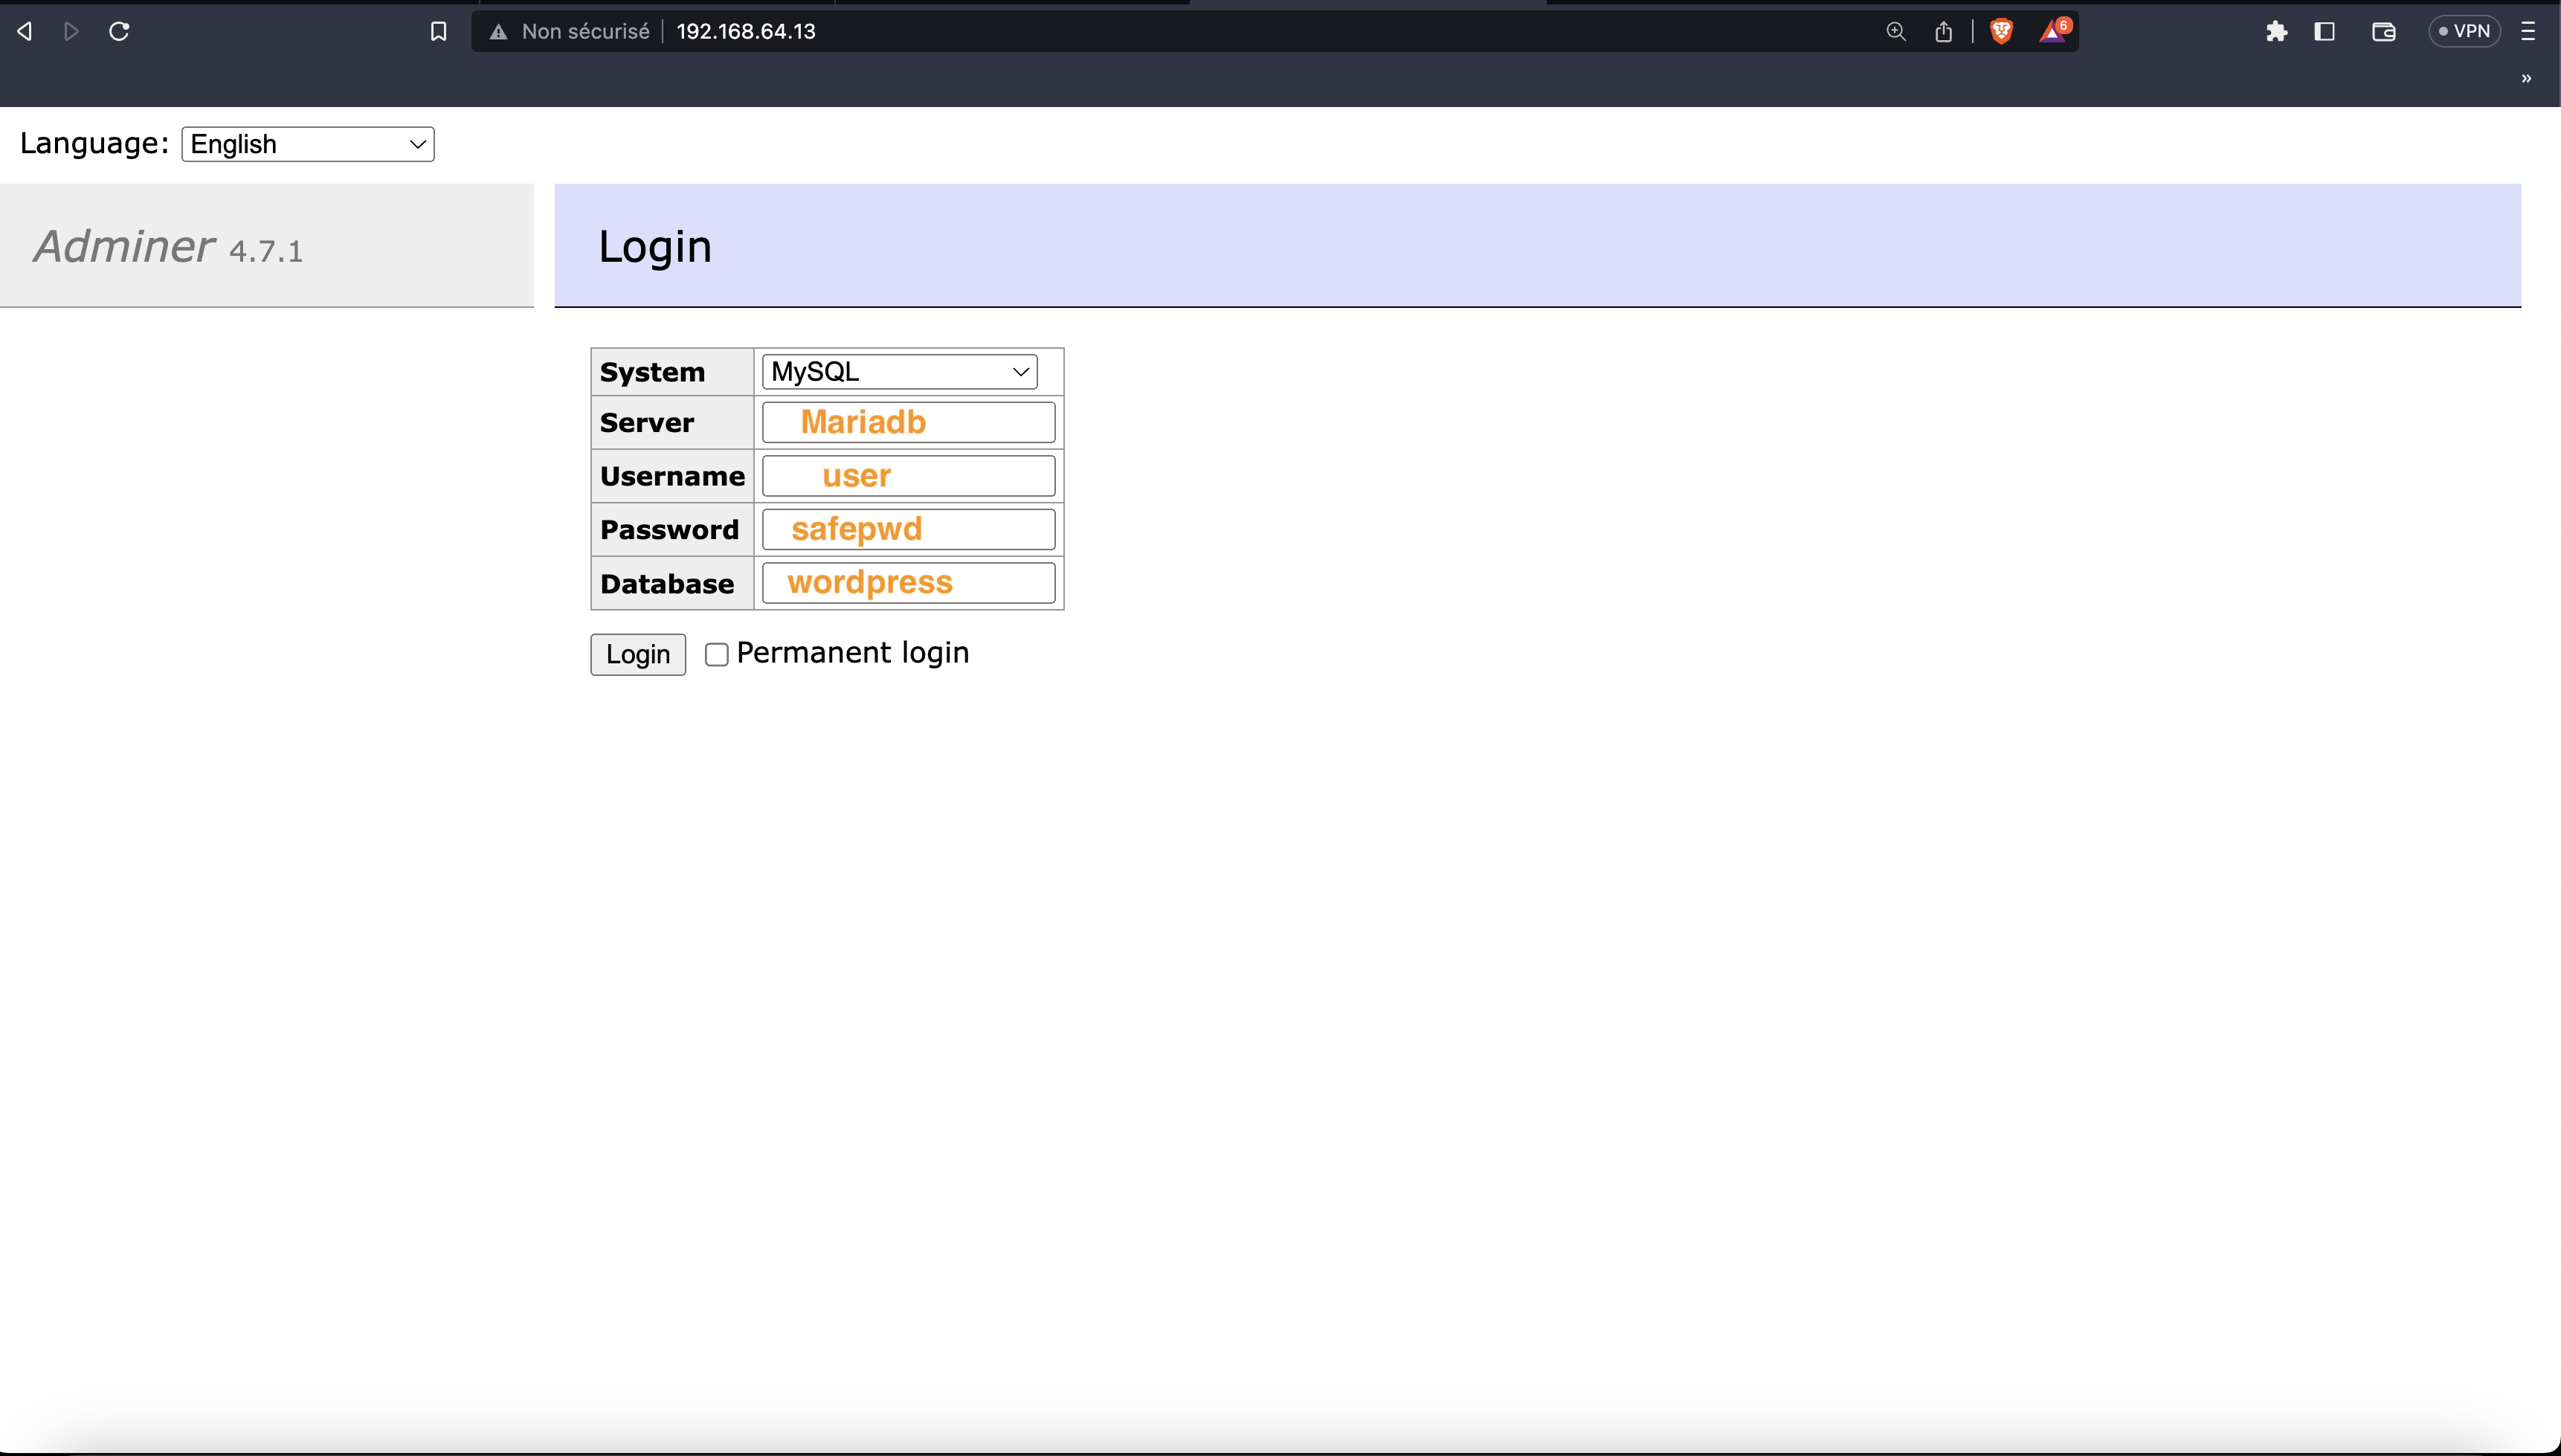 Non sécurisé 192.168.64.13 6 VPN
»
Language: English
Adminer 4.7.1
Login
System MySQL
Server Mariadb
Username user
Password safepwd
Database wordpress
Login Permanent login